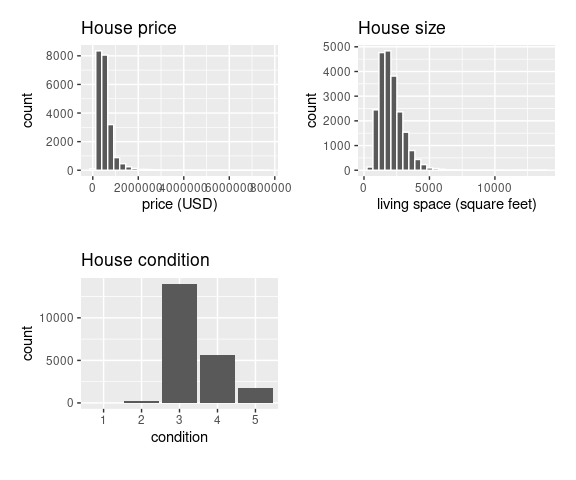 House price
8000
6000
4000
2000
0
count
0 2000000 4000000 6000000 8000000
price (USD)
House size
5000
4000
3000
2000
1000
0
count
0 5000 10000
living space (square feet)
House condition
10000
5000
0
count
1 2 3 4 5
condition